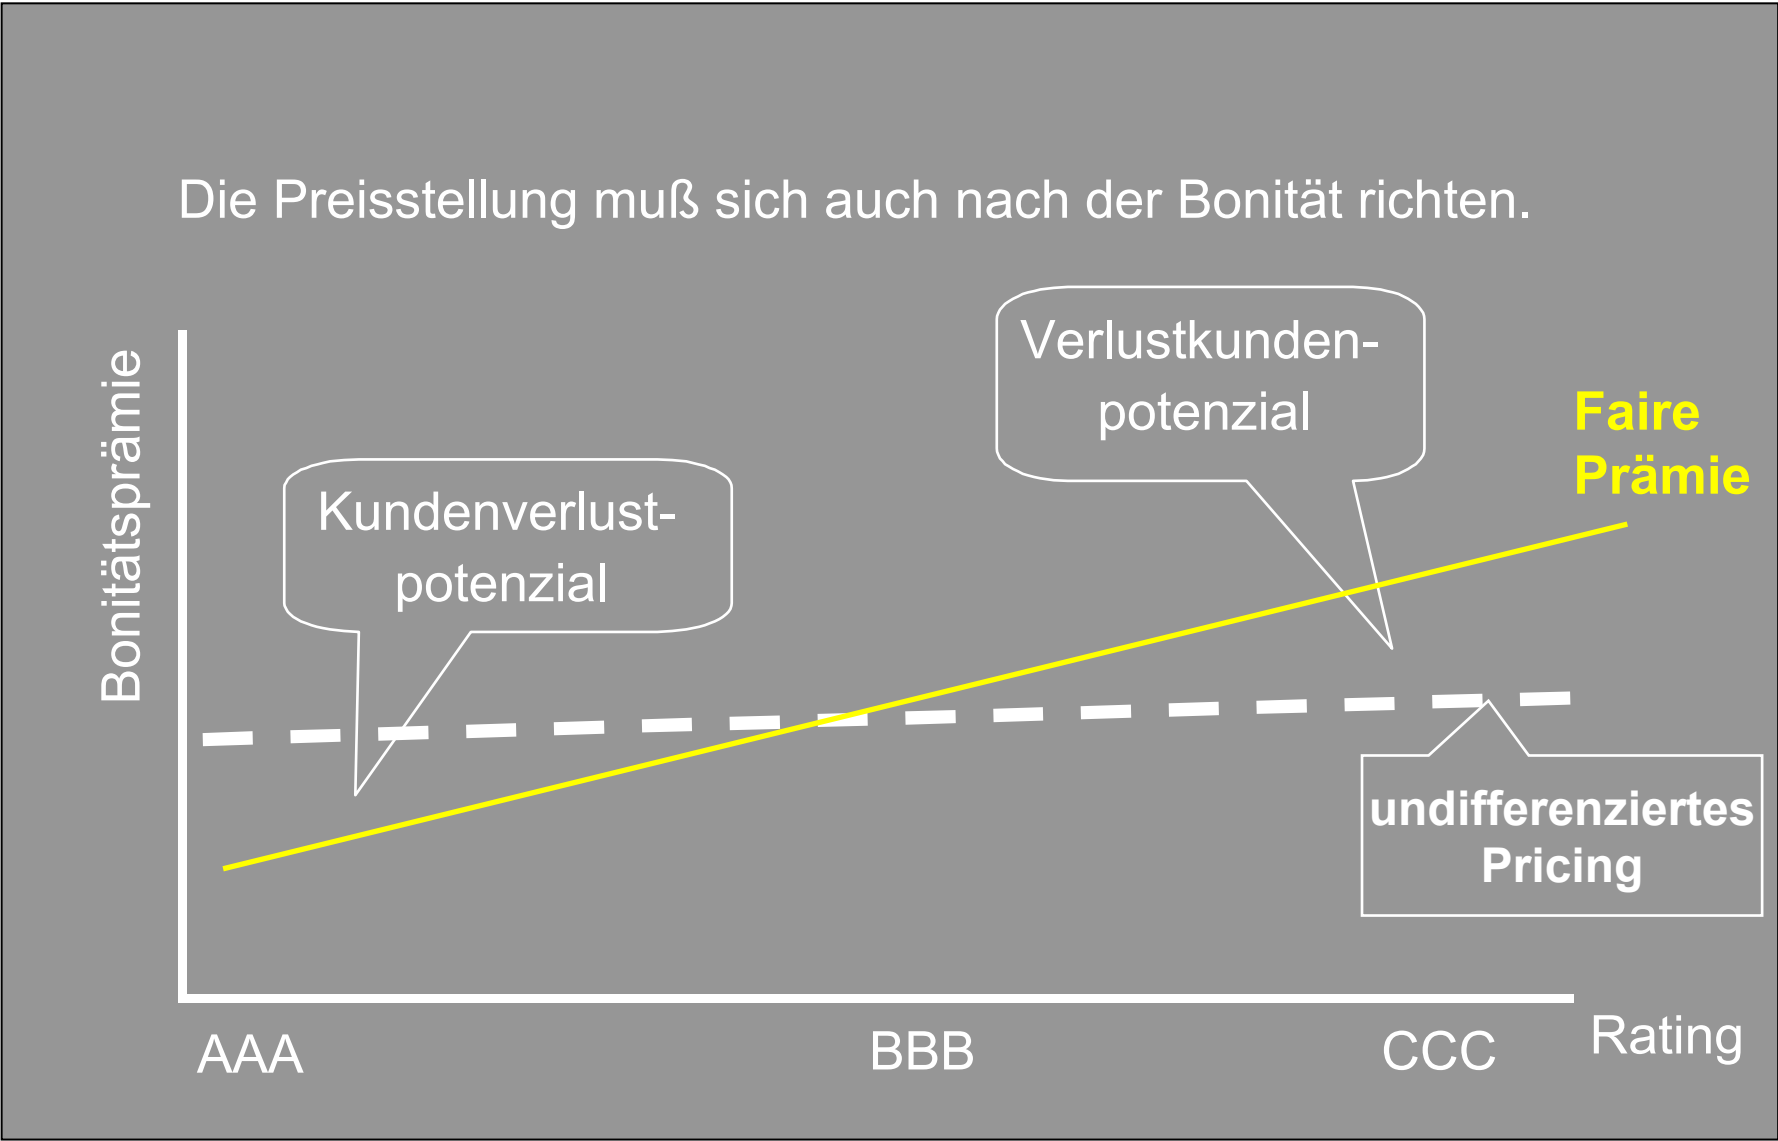 Die Preisstellung muß sich auch nach der Bonität richten.
Bonitätsprämie
Kundenverlust-
potenzial
Verlustkunden-
potenzial
Faire
Prämie
undifferenziertes
Pricing
AAA
BBB
CCC
Rating